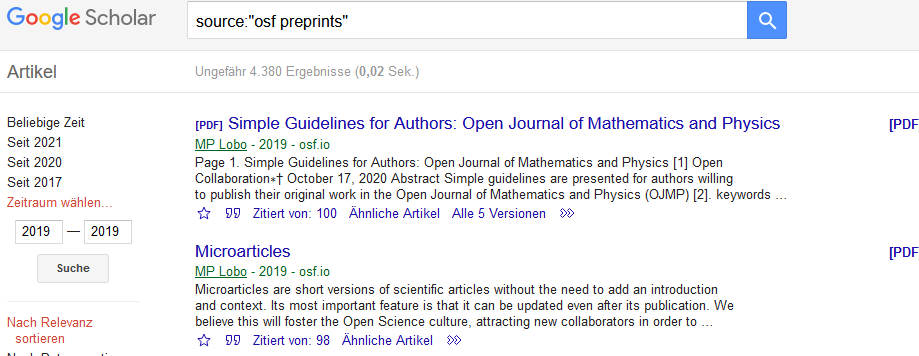 Google Scholar
source:"osf preprints"
Artikel
Ungefähr 4.380 Ergebnisse (0,02 Sek.)
Beliebige Zeit
Seit 2021
Seit 2020
Seit 2017
Zeitraum wählen...
2019 — 2019
Suche
Nach Relevanz
sortieren
[PDF] Simple Guidelines for Authors: Open Journal of Mathematics and Physics
[PDF
MP Lobo - 2019 - osf.io
Page 1. Simple Guidelines for Authors: Open Journal of Mathematics and Physics [1] Open
Collaboration∗† October 17, 2020 Abstract Simple guidelines are presented for authors willing
to publish their original work in the Open Journal of Mathematics and Physics (OJMP) [2]. keywords ...
Zitiert von: 100 Ähnliche Artikel Alle 5 Versionen
Microarticles
[PDF
MP Lobo - 2019 - osf.io
Microarticles are short versions of scientific articles without the need to add an introduction
and context. Its most important feature is that it can be updated even after its publication. We
believe this will foster the Open Science culture, attracting new collaborators in order to ...
Zitiert von: 98 Ähnliche Artikel